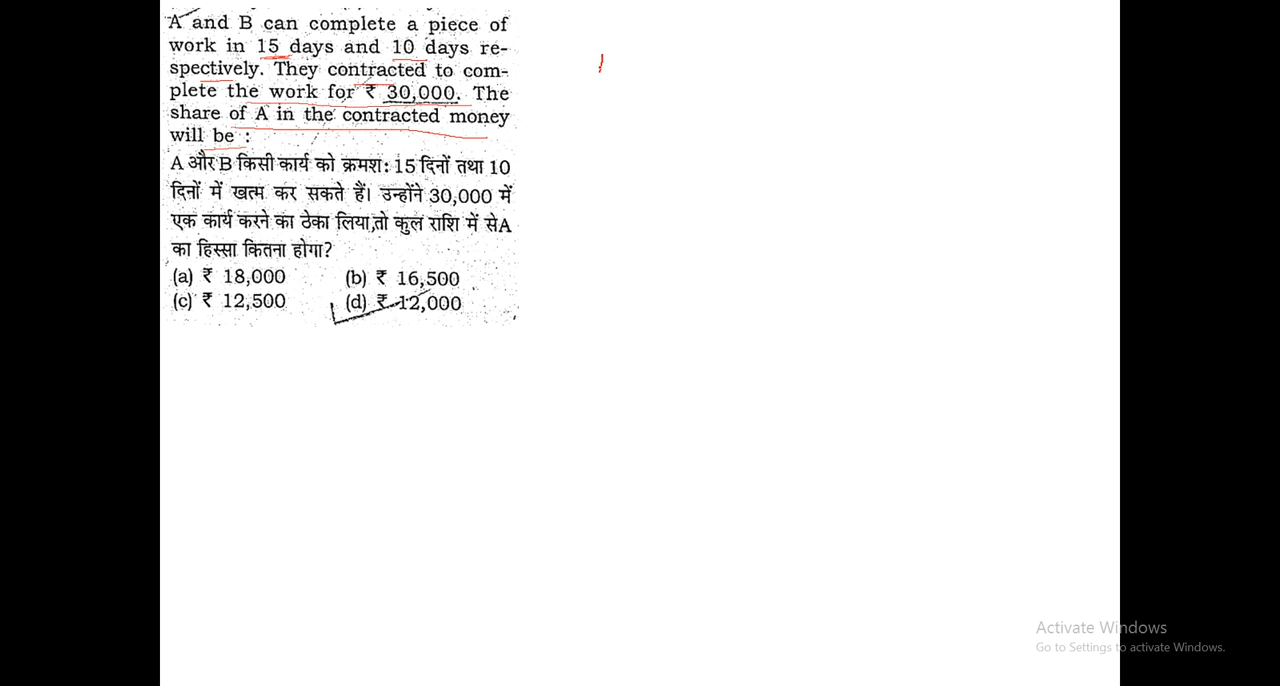 A and B can complete a piece of
work in 15 days and 10 days re-
spectively. They contracted to com-
plete the work for ₹ 30,000. The
share of A in the contracted money
will be :
A और B किसी कार्य को क्रमशः 15 दिनों तथा 10
दिनों में खत्म कर सकते हैं। उन्होंने 30,000 में
एक कार्य करने का ठेका लिया,तो कुल राशि में से A
का हिस्सा कितना होगा?
(a) ₹ 18,000 (b) ₹ 16,500
(c) ₹ 12,500 (d) ₹ 12,000
Activate Windows
Go to Settings to activate Windows.